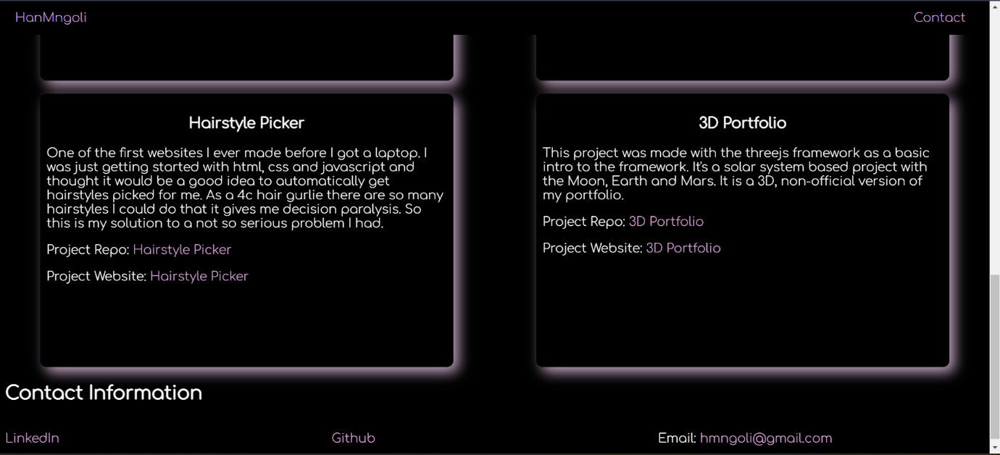 HanMngoli
Contact
Hairstyle Picker
One of the first websites I ever made before I got a laptop. I
was just getting started with html, css and javascript and
thought it would be a good idea to automatically get
hairstyles picked for me. As a 4c hair gurlie there are so many
hairstyles I could do that it gives me decision paralysis. So
this is my solution to a not so serious problem I had.
Project Repo: Hairstyle Picker
Project Website: Hairstyle Picker
3D Portfolio
This project was made with the threejs framework as a basic
intro to the framework. It's a solar system based project with
the Moon, Earth and Mars. It is a 3D, non-official version of
my portfolio.
Project Repo: 3D Portfolio
Project Website: 3D Portfolio
Contact Information
LinkedIn
Github
Email: hmngoli@gmail.com